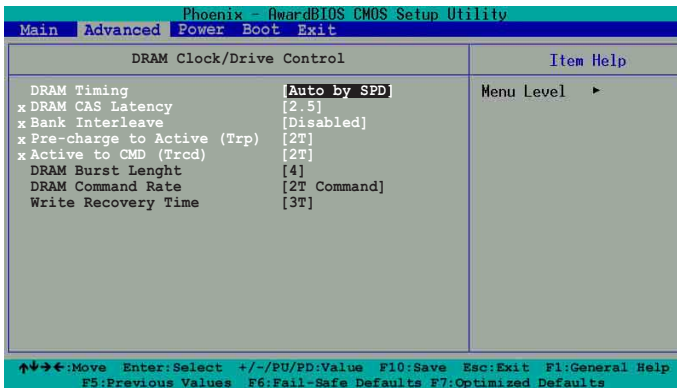 Phoenix - AwardBIOS CMOS Setup Utility
Main Advanced Power Boot Exit
DRAM Clock/Drive Control
Item Help
DRAM Timing [Auto by SPD]
x DRAM CAS Latency [2.5]
x Bank Interleave [Disabled]
x Pre-charge to Active (Trp) [2T]
x Active to CMD (Trcd) [2T]
DRAM Burst Lenght [4]
DRAM Command Rate [2T Command]
Write Recovery Time [3T]
Menu Level ►
↑↓→←:Move Enter:Select +/-/PU/PD:Value F10:Save Esc:Exit F1:General Help
F5:Previous Values F6:Fail-Safe Defaults F7:Optimized Defaults